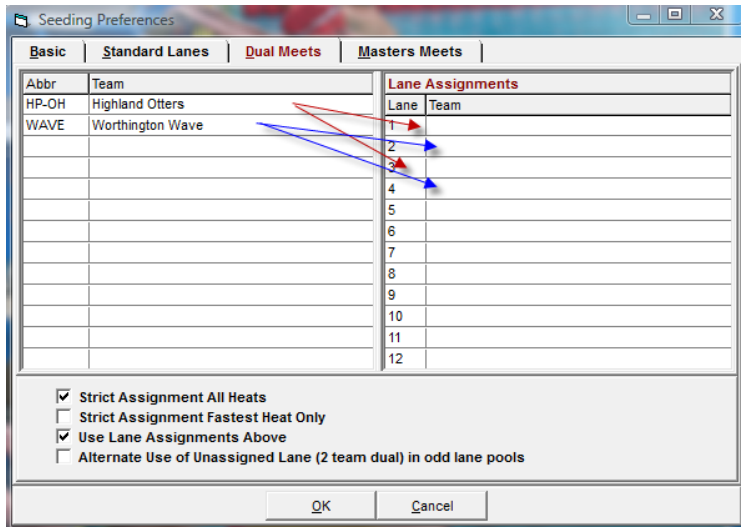 Seeding Preferences
Basic Standard Lanes Dual Meets Masters Meets
Abbr Team
HP-OH Highland Otters
WAVE Worthington Wave
Lane Assignments
Lane Team
1
2
3
4
5
6
7
8
9
10
11
12
Strict Assignment All Heats
Strict Assignment Fastest Heat Only
Use Lane Assignments Above
Alternate Use of Unassigned Lane (2 team dual) in odd lane pools
OK Cancel